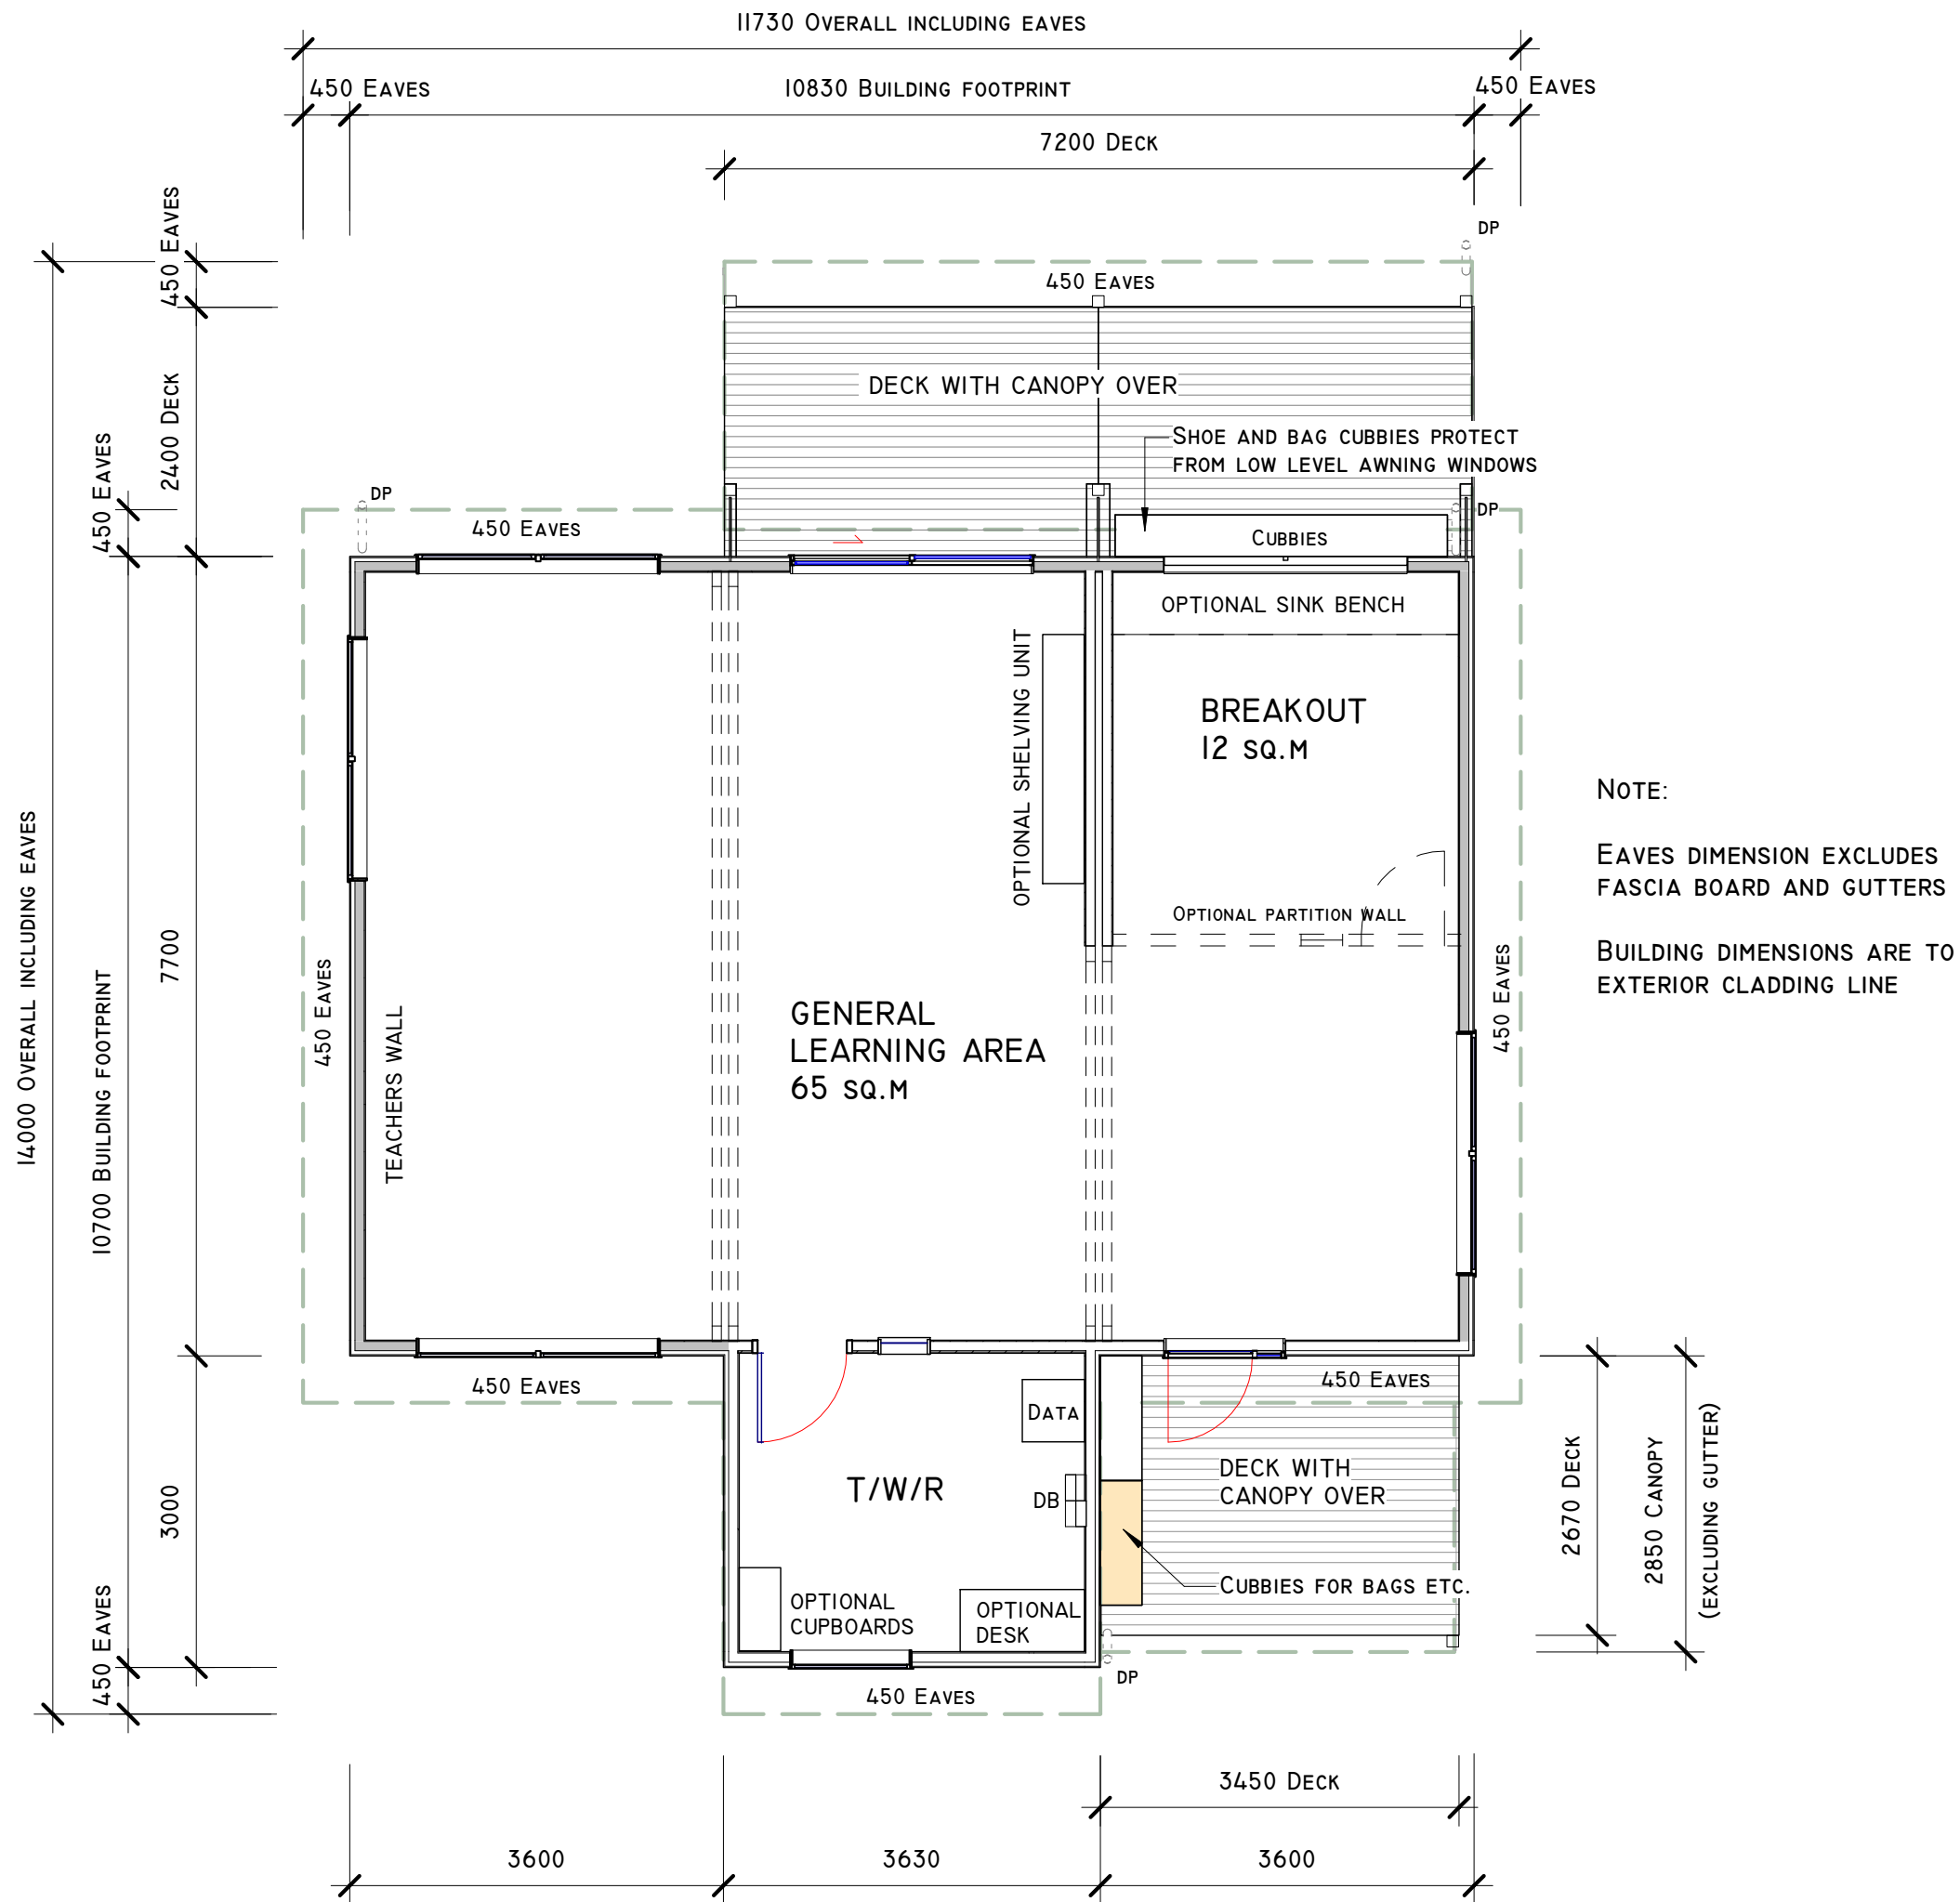 11730 Overall including eaves
450 Eaves
10830 Building footprint
450 Eaves
7200 Deck
DP
450 Eaves
450 Eaves
2400 Deck
DECK WITH CANOPY OVER
Shoe and bag cubbies protect
from low level awning windows
450 Eaves
DP
DP
450 Eaves
Cubbies
OPTIONAL SINK BENCH
OPTIONAL SHELVING UNIT
BREAKOUT
12 SQ.M
Note:
Eaves dimension excludes
fascia board and gutters
Building dimensions are to
exterior cladding line
Optional partition wall
14000 Overall including eaves
10700 Building footprint
7700
450 Eaves
TEACHERS WALL
GENERAL
LEARNING AREA
65 SQ.M
450 Eaves
450 Eaves
450 Eaves
DATA
T/W/R
DB
DECK WITH
CANOPY OVER
2670 Deck
2850 Canopy
(excluding gutter)
3000
Cubbies for bags etc.
OPTIONAL
CUPBOARDS
OPTIONAL
DESK
450 Eaves
DP
450 Eaves
3450 Deck
3600
3630
3600